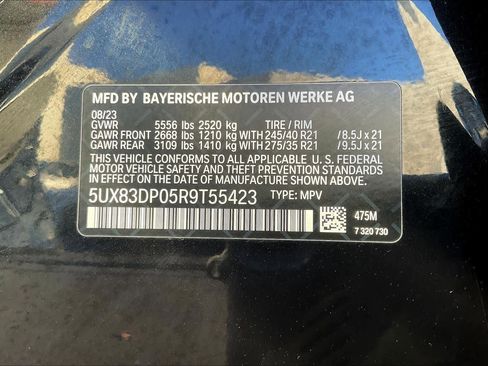 MFD BY BAYERISCHE MOTOREN WERKE AG
08/23
GVWR 5556 lbs 2520 kg TIRE / RIM
GAWR FRONT 2668 lbs 1210 kg WITH 245/40 R21 / 8.5J x 21
GAWR REAR 3109 lbs 1410 kg WITH 275/35 R21 / 9.5J x 21
THIS VEHICLE CONFORMS TO ALL APPLICABLE U. S. FEDERAL
MOTOR VEHICLE SAFETY AND THEFT PREVENTION STANDARDS
IN EFFECT ON THE DATE OF MANUFACTURE SHOWN ABOVE.
5UX83DP05R9T55423 TYPE: MPV
475M
7 320 730